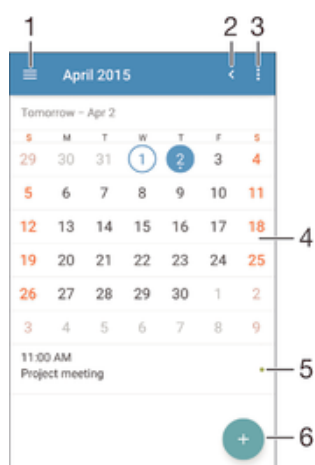 1 2 3
April 2015
Tomorrow – Apr 2
S M T W T F S
29 30 31 1 2 3 4
5 6 7 8 9 10 11
12 13 14 15 16 17 18
4
19 20 21 22 23 24 25
26 27 28 29 30 1 2
3 4 5 6 7 8 9
11:00 AM
Project meeting
5
6